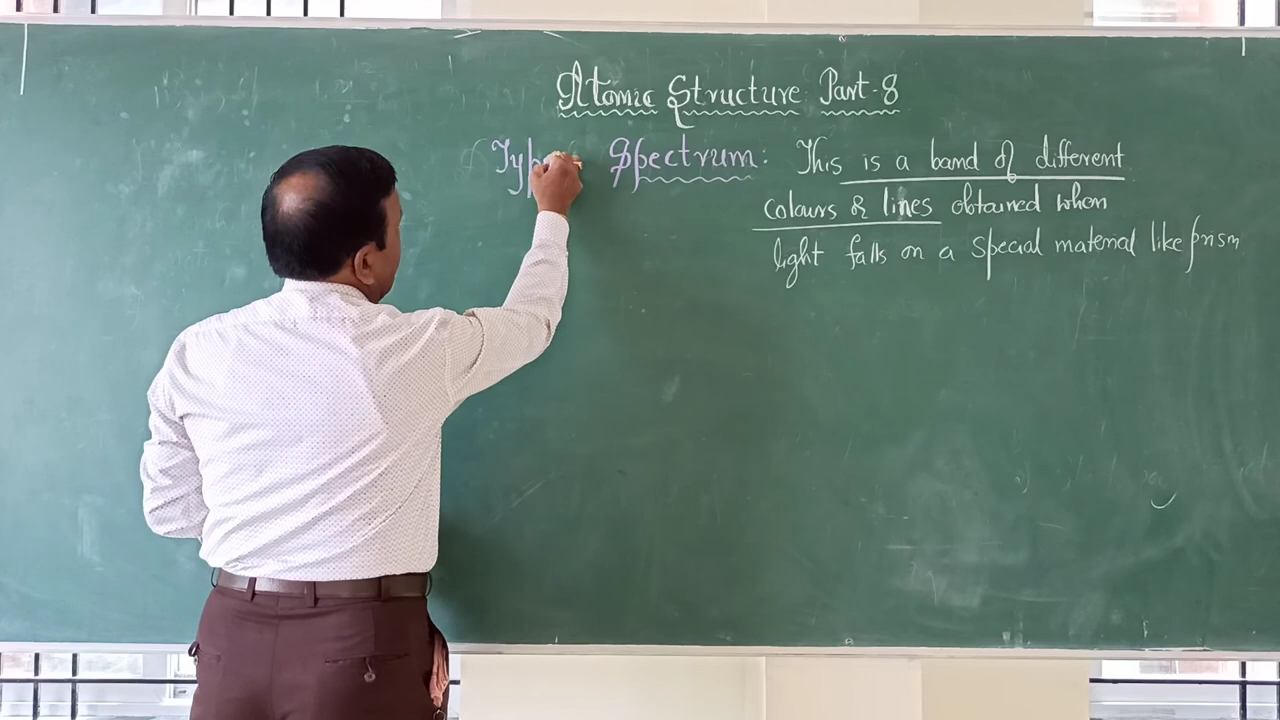 Atomic Structure Part-8
Spectrum: This is a band of different
colours & lines obtained when
light falls on a special material like prism